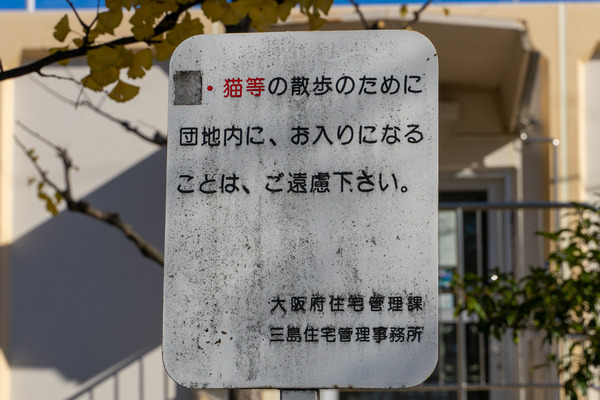 ・猫等の散歩のために
団地内に、お入りになる
ことは、ご遠慮下さい。
大阪府住宅管理課
三島住宅管理事務所